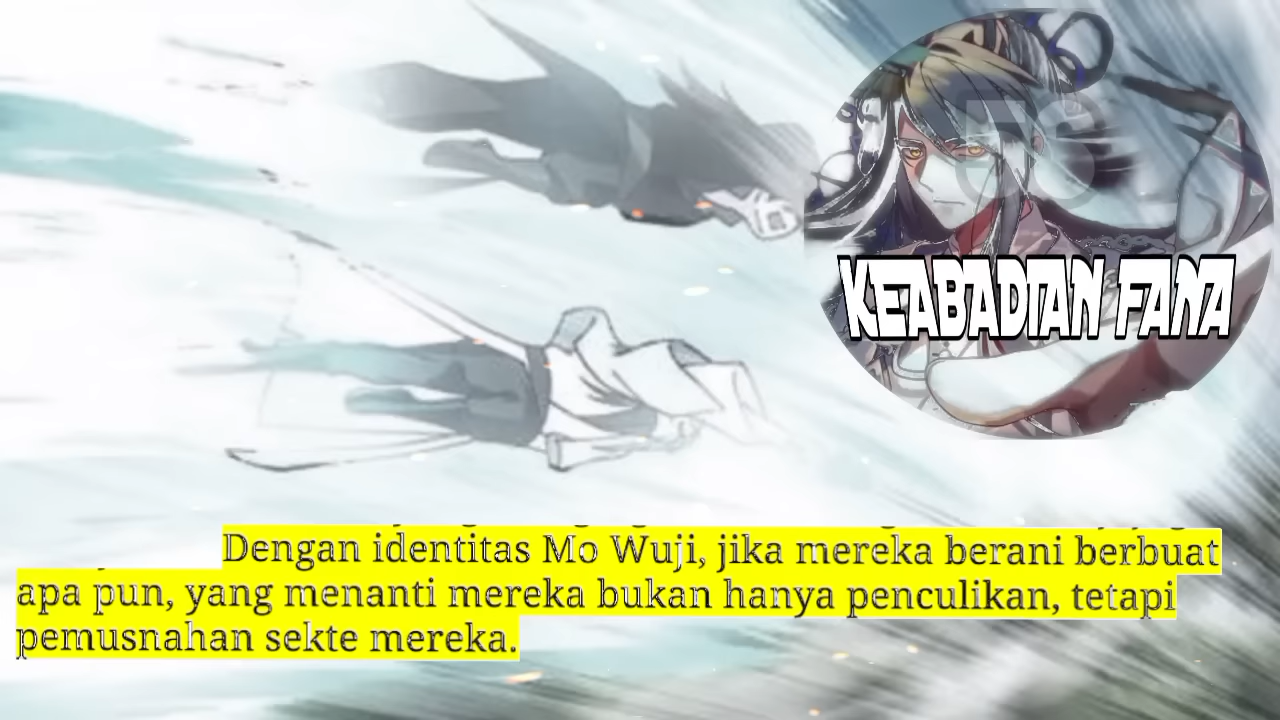 KEABADIAN FANA
Dengan identitas Mo Wuji, jika mereka berani berbuat
apa pun, yang menanti mereka bukan hanya penculikan, tetapi
pemusnahan sekte mereka.